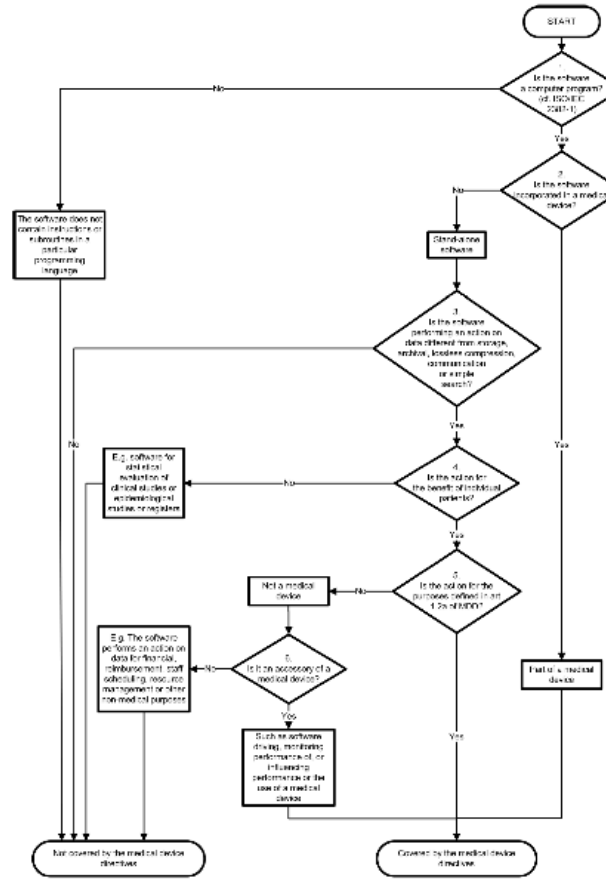 START
No
1
Is the software
a computer program?
(cf. ISO/IEC
2382-1)
Yes
2
Is the software
incorporated in a medical
device?
No
The software does not
contain instructions or
subroutines in a
particular
programming
language
Stand-alone
software
3
Is the software
performing an action on
data different from storage,
archival, lossless compression,
communication
or simple
search?
No
Yes
Yes
E.g. software for
statistical
evaluation of
clinical studies or
epidemiological
studies or registers
No
4
Is the action for
the benefit of individual
patients?
Yes
Not a medical
device
No
5.
Is the action for the
purposes defined in art
1.2a of MDD?
E.g. The software
performs an action on
data for financial,
reimbursement, staff
scheduling, resource
management or other
non-medical purposes
No
6.
Is it an accessory of a
medical device?
Part of a medical
device
Yes
Yes
Such as software
driving, monitoring
performance of, or
influencing
performance or the
use of a medical
device
Not covered by the medical device
directives
Covered by the medical device
directives